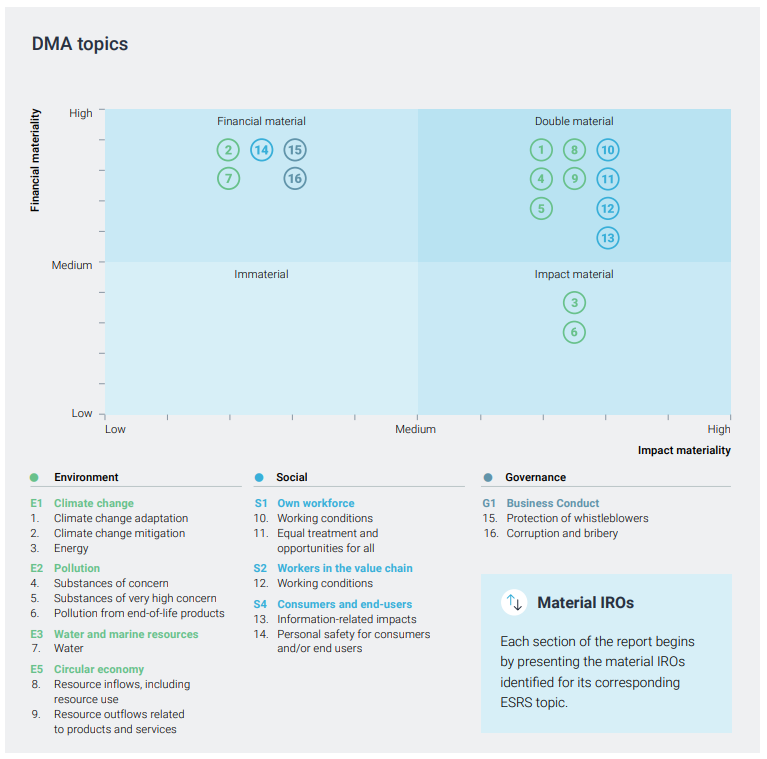 DMA topics
Financial materiality
High
Medium
Low
Financial material
2 14 15
7 16
Double material
1 8 10
4 9 11
5 12
13
Immaterial
Impact material
3
6
Low Medium High
Impact materiality
Environment
E1 Climate change
1. Climate change adaptation
2. Climate change mitigation
3. Energy
E2 Pollution
4. Substances of concern
5. Substances of very high concern
6. Pollution from end-of-life products
E3 Water and marine resources
7. Water
E5 Circular economy
8. Resource inflows, including
resource use
9. Resource outflows related
to products and services
Social
S1 Own workforce
10. Working conditions
11. Equal treatment and
opportunities for all
S2 Workers in the value chain
12. Working conditions
S4 Consumers and end-users
13. Information-related impacts
14. Personal safety for consumers
and/or end users
Governance
G1 Business Conduct
15. Protection of whistleblowers
16. Corruption and bribery
Material IROs
Each section of the report begins
by presenting the material IROs
identified for its corresponding
ESRS topic.